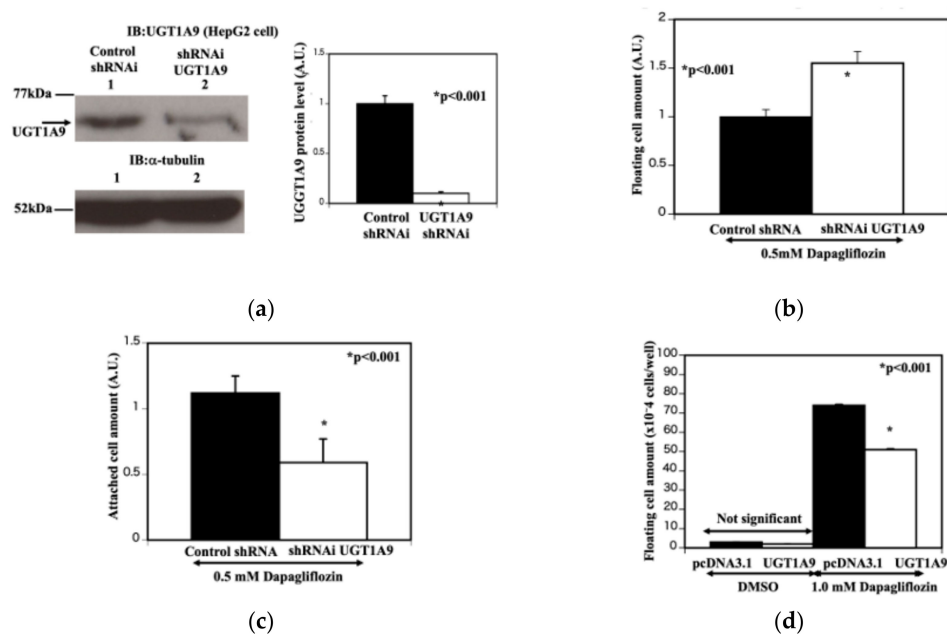 IB:UGT1A9 (HepG2 cell)
Control
shRNAi
1
shRNAi
UGT1A9
2
77kDa
UGT1A9
IB:α-tubulin
1 2
52kDa
UGGT1A9 protein level (A.U.)
1.5
1
0.5
0
*p<0.001
*
Control
shRNAi
UGT1A9
shRNAi
(a)
Floating cell amount (A.U.)
2
1.5
1
0.5
0
*p<0.001
*
Control shRNA shRNAi UGT1A9
0.5mM Dapagliflozin
(b)
Attached cell amount (A.U.)
1.5
1
0.5
0
*p<0.001
*
Control shRNA shRNAi UGT1A9
0.5 mM Dapagliflozin
(c)
Floating cell amount (x10⁻4 cells/well)
100
90
80
70
60
50
40
30
20
10
0
*p<0.001
*
Not significant
pcDNA3.1 UGT1A9 pcDNA3.1 UGT1A9
DMSO 1.0 mM Dapagliflozin
(d)